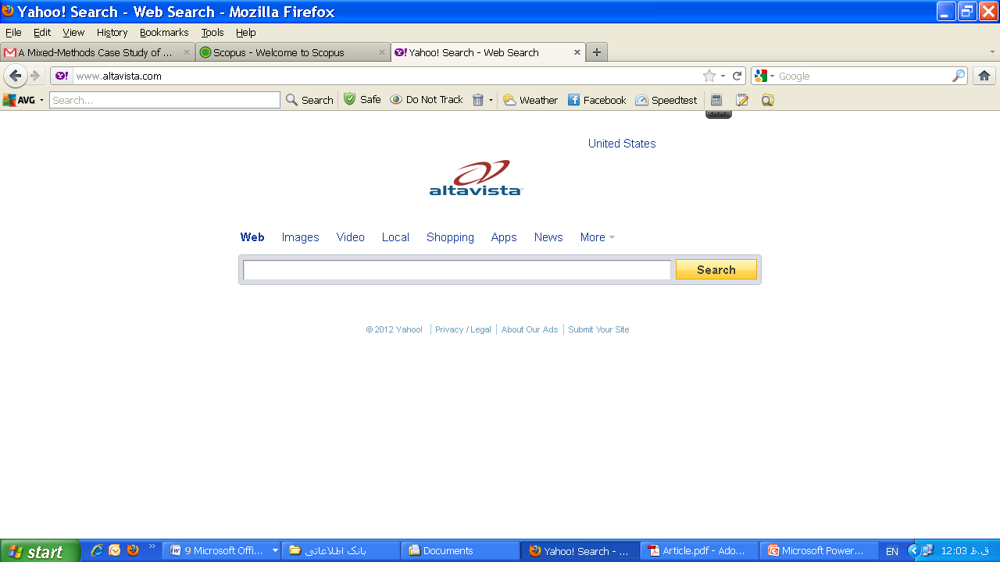 Yahoo! Search - Web Search - Mozilla Firefox
File Edit View History Bookmarks Tools Help
A Mixed-Methods Case Study of ... Scopus - Welcome to Scopus Yahoo! Search - Web Search
www.altavista.com Google
AVG Search... Search Safe Do Not Track Weather Facebook Speedtest
United States
altavista
Web Images Video Local Shopping Apps News More
Search
© 2012 Yahoo! Privacy / Legal About Our Ads Submit Your Site
start 9 Microsoft Offi... بانک اطلاعاتی Documents Yahoo! Search - ... Article.pdf - Ado... Microsoft Power... EN 12:03 ق.ظ